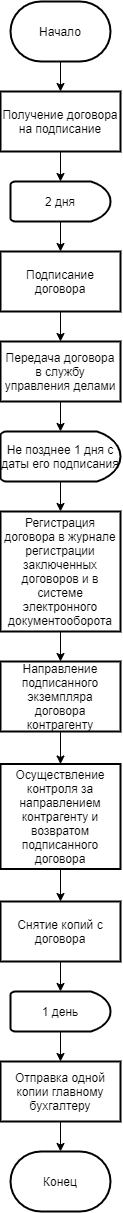 Начало
Получение договора
на подписание
2 дня
Подписание
договора
Передача договора
в службу
управления делами
Не позднее 1 дня с
даты его подписания
Регистрация
договора в журнале
регистрации
заключенных
договоров и в
системе
электронного
документооборота
Направление
подписанного
экземпляра
договора
контрагенту
Осуществление
контроля за
направлением
контрагенту и
возвратом
подписанного
договора
Снятие копий с
договора
1 день
Отправка одной
копии главному
бухгалтеру
Конец